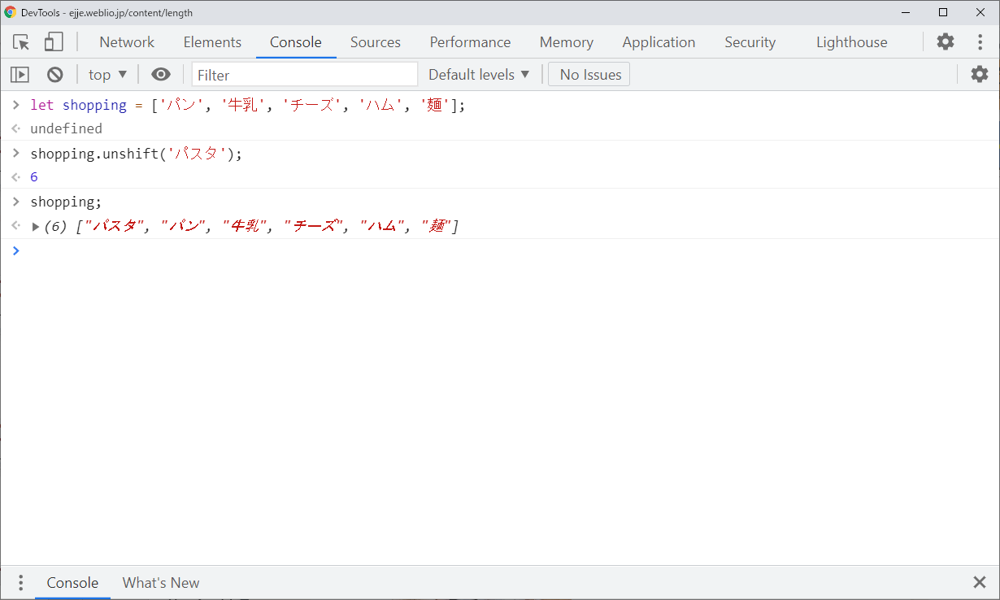 DevTools - ejje.weblio.jp/content/length
Network Elements Console Sources Performance Memory Application Security Lighthouse
top ▼ Filter Default levels ▼ No Issues
> let shopping = ['パン', '牛乳', 'チーズ', 'ハム', '麺'];
undefined
> shopping.unshift('パスタ');
6
> shopping;
▶(6) ["パスタ", "パン", "牛乳", "チーズ", "ハム", "麺"]
>
Console What's New